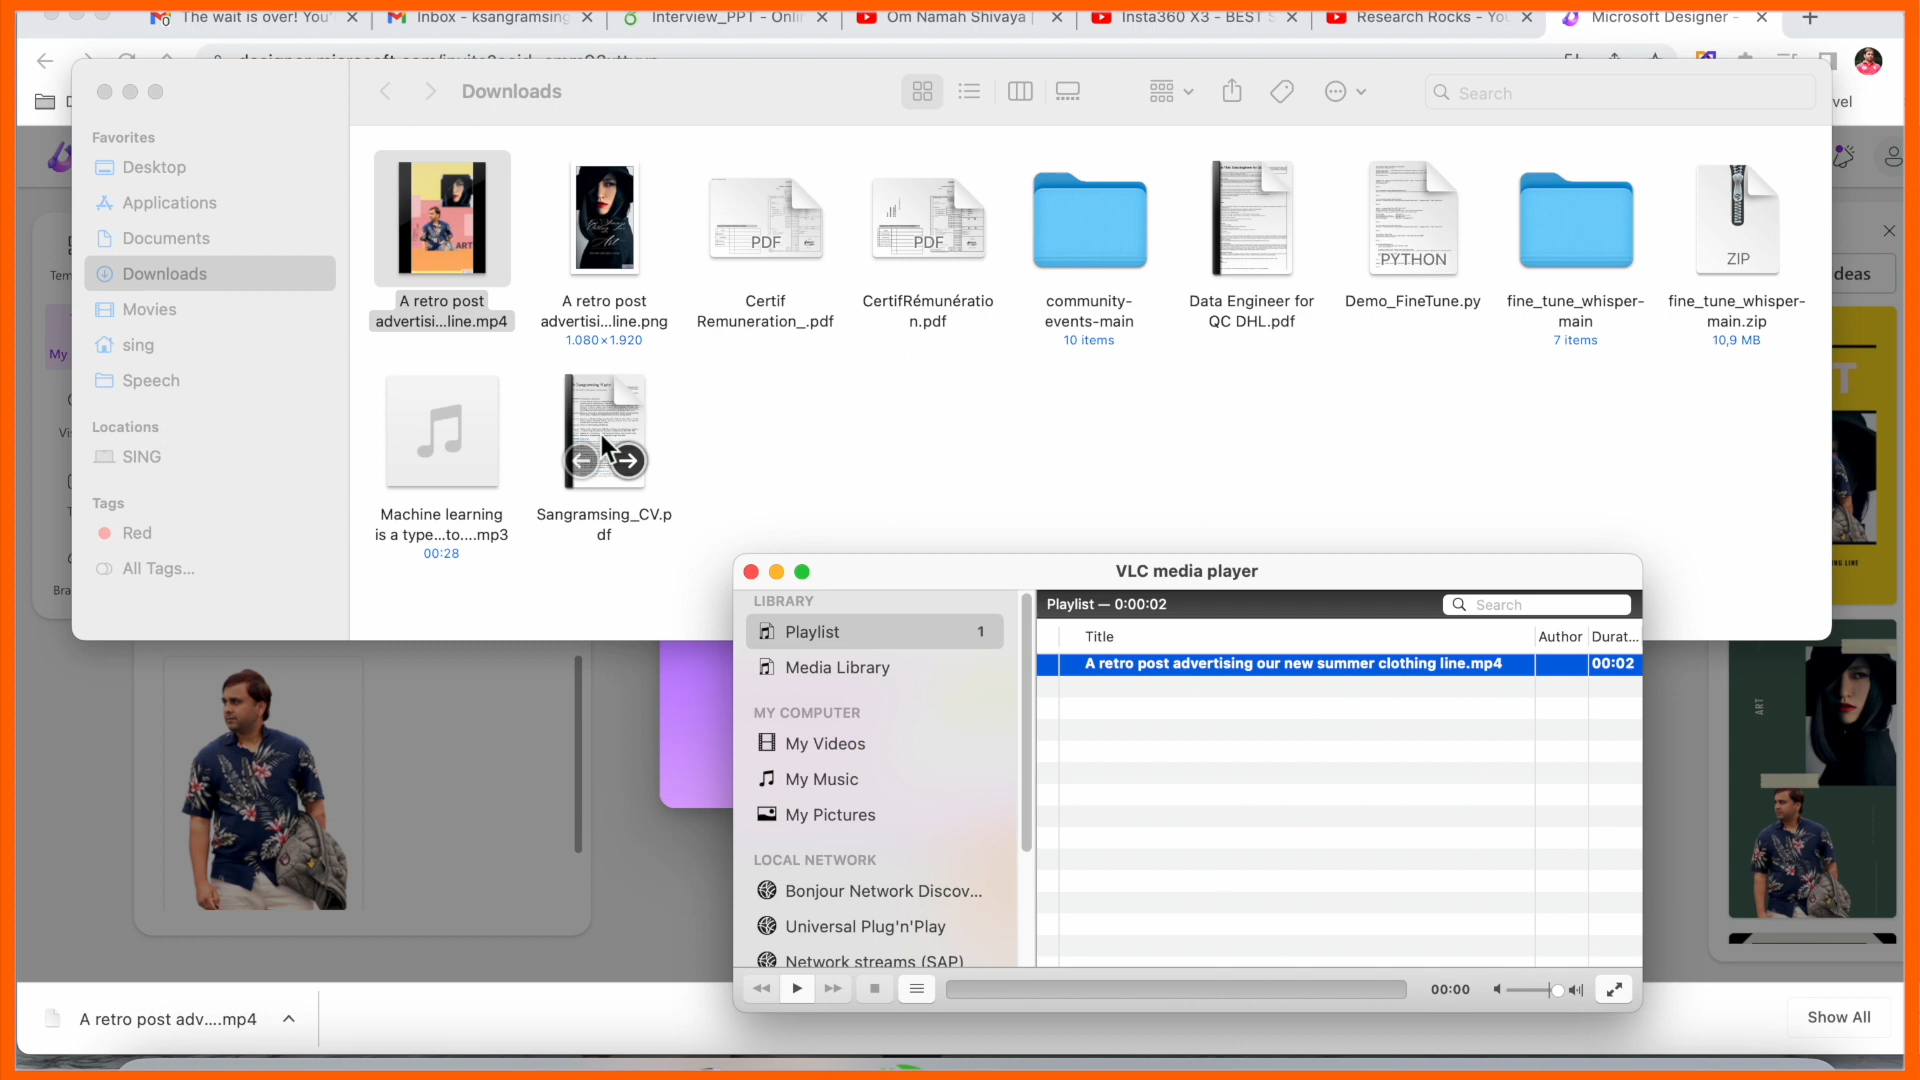 The wait is over! You'
Inbox - ksangramsing
Interview_PPT - Onlin
Om Namah Shivaya |
Insta360 X3 - BEST S
Research Rocks - You
Microsoft Designer -
Downloads
Search
vel
Favorites
Desktop
Applications
Documents
Downloads
Movies
sing
Speech
Locations
SING
Tags
Red
All Tags...
A retro post
advertisi...line.mp4
A retro post
advertisi...line.png
1.080×1.920
PDF
Certif
Remuneration_.pdf
PDF
CertifRémunératio
n.pdf
community-
events-main
10 items
Data Engineer for
QC DHL.pdf
PYTHON
Demo_FineTune.py
fine_tune_whisper-
main
7 items
ZIP
fine_tune_whisper-
main.zip
10,9 MB
Machine learning
is a type...to....mp3
00:28
Sangramsing_CV.p
df
My
deas
ART
VLC media player
LIBRARY
Playlist
1
Media Library
MY COMPUTER
My Videos
My Music
My Pictures
LOCAL NETWORK
Bonjour Network Discov...
Universal Plug'n'Play
Network streams (SAP)
Playlist — 0:00:02
Search
Title
Author
Durat...
A retro post advertising our new summer clothing line.mp4
00:02
00:00
A retro post adv....mp4
Show All